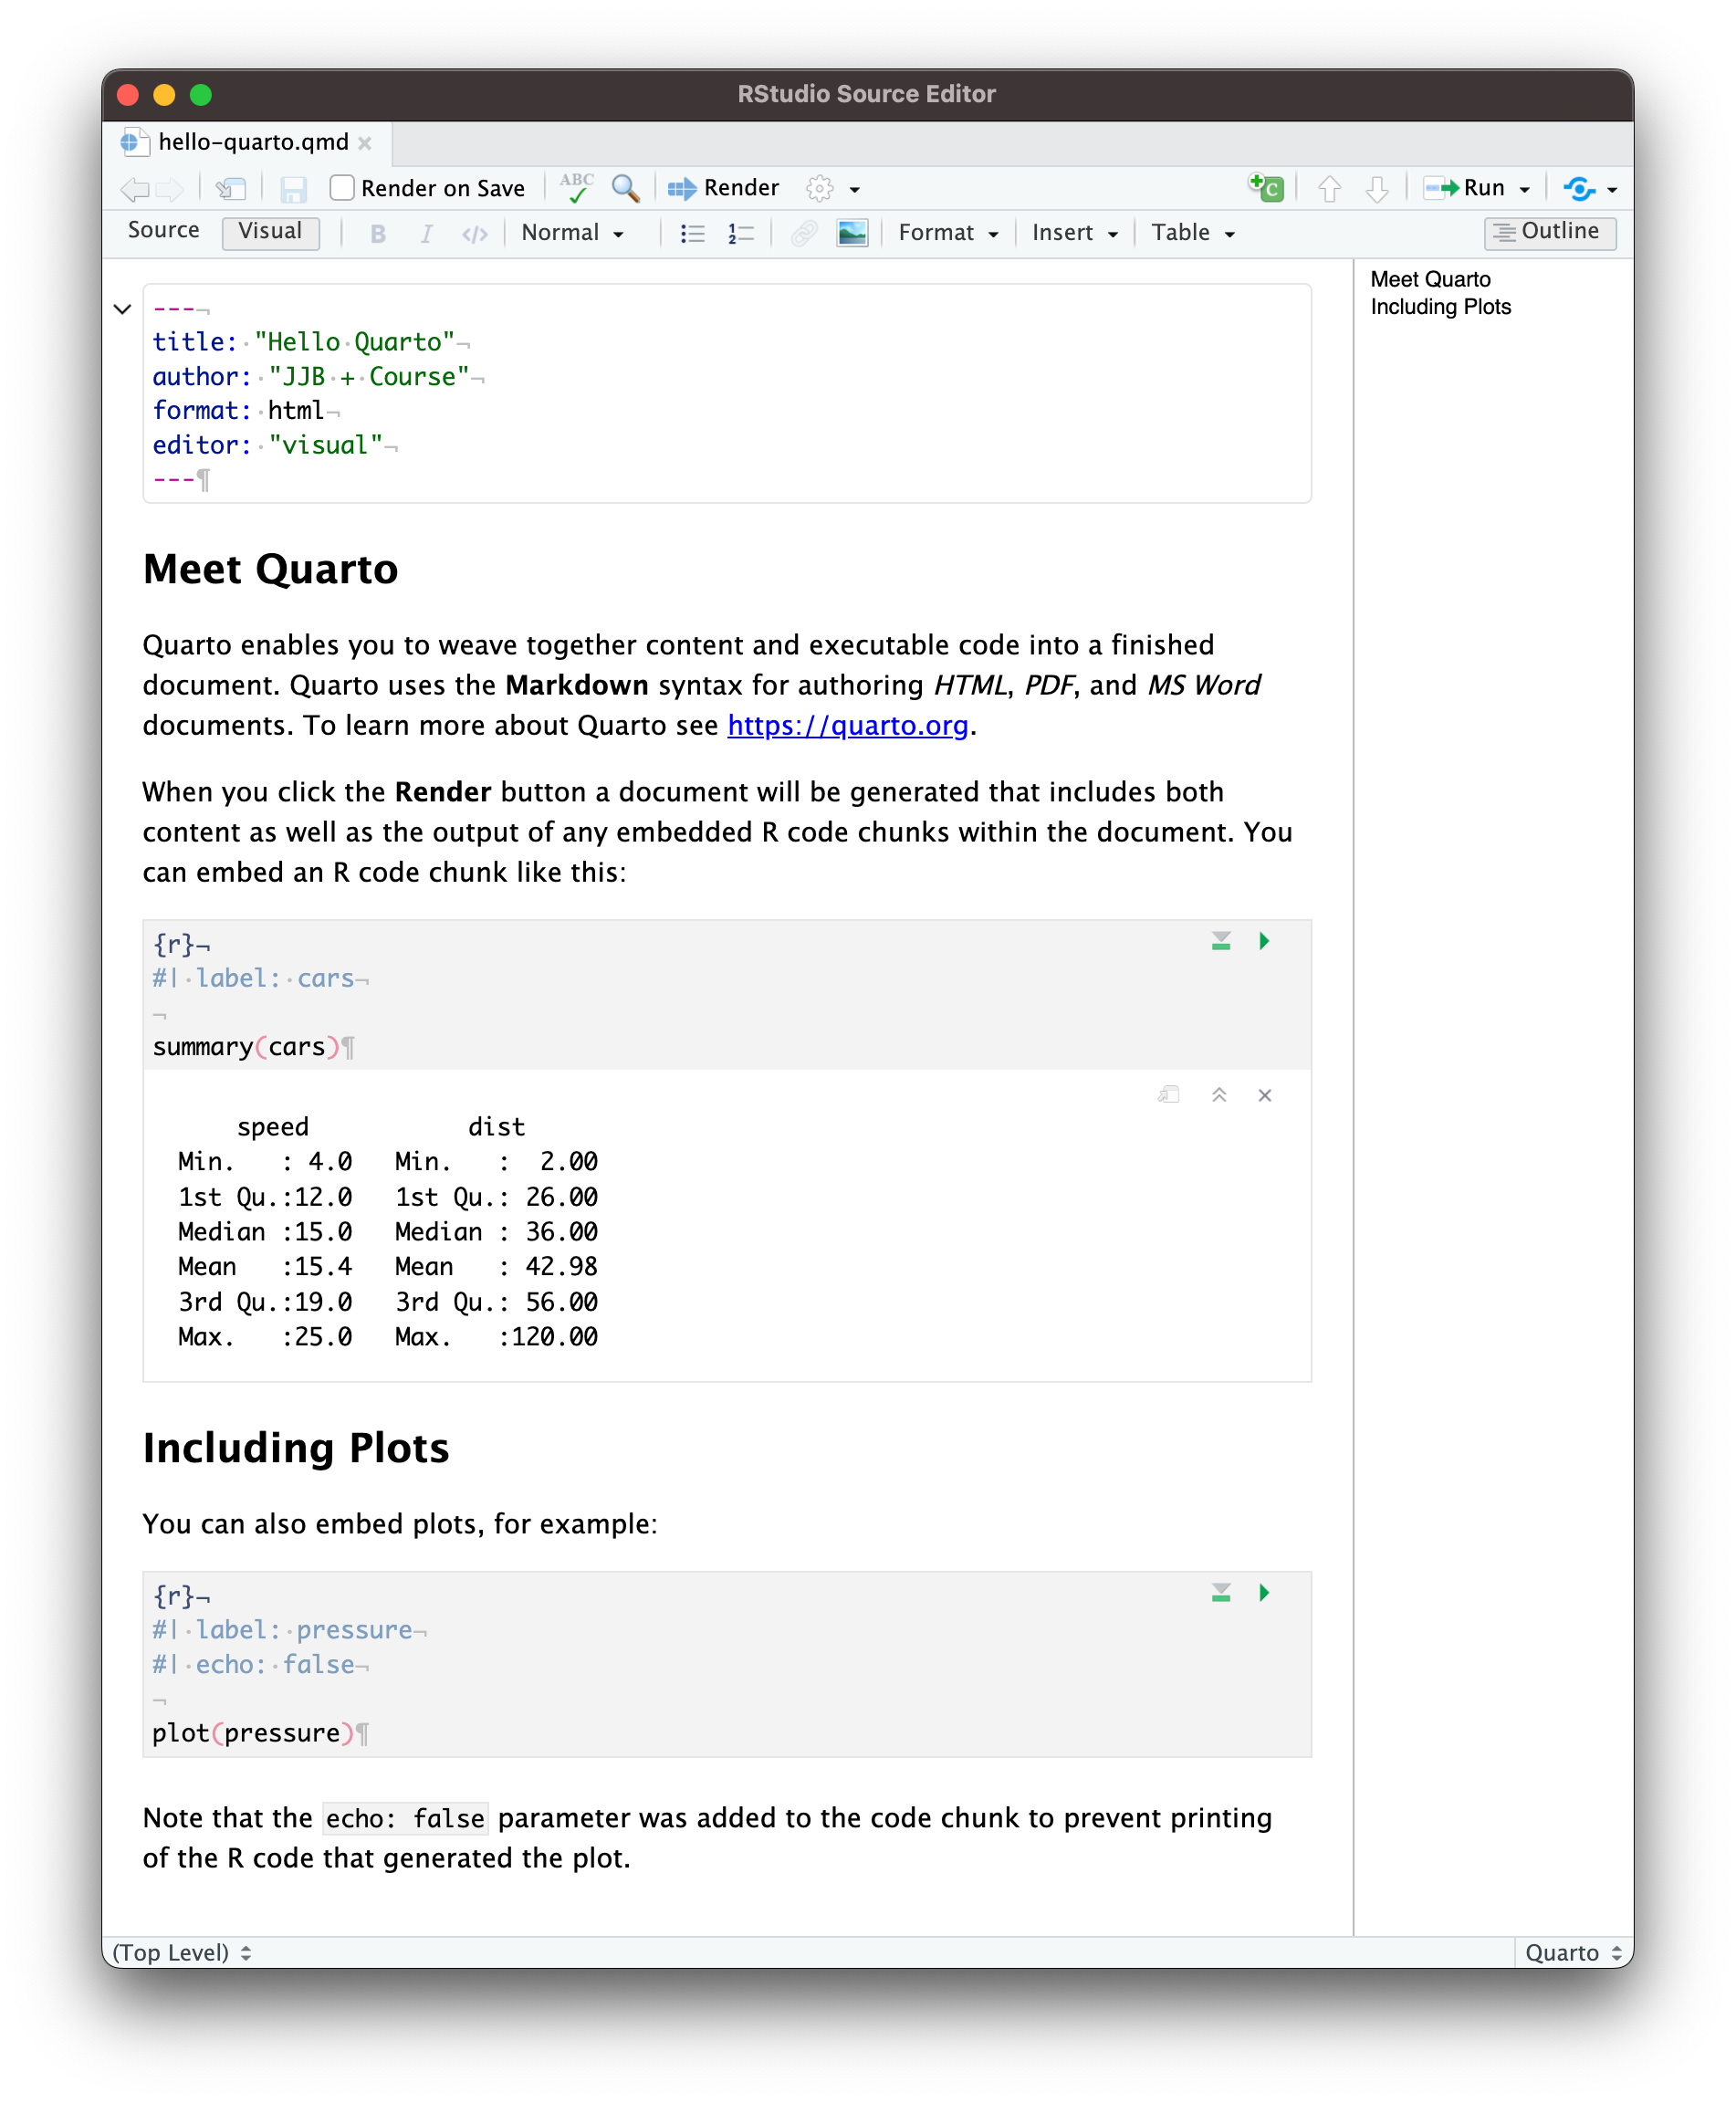 RStudio Source Editor
hello-quarto.qmd
Render on Save ABC Render Run
Source Visual B I </> Normal Format Insert Table Outline
---
title: "Hello Quarto"
author: "JJB + Course"
format: html
editor: "visual"
---
Meet Quarto
Quarto enables you to weave together content and executable code into a finished
document. Quarto uses the Markdown syntax for authoring HTML, PDF, and MS Word
documents. To learn more about Quarto see https://quarto.org.
When you click the Render button a document will be generated that includes both
content as well as the output of any embedded R code chunks within the document. You
can embed an R code chunk like this:
{r}
#| label: cars
summary(cars)
speed dist
Min. : 4.0 Min. : 2.00
1st Qu.:12.0 1st Qu.: 26.00
Median :15.0 Median : 36.00
Mean :15.4 Mean : 42.98
3rd Qu.:19.0 3rd Qu.: 56.00
Max. :25.0 Max. :120.00
Including Plots
You can also embed plots, for example:
{r}
#| label: pressure
#| echo: false
plot(pressure)
Note that the echo: false parameter was added to the code chunk to prevent printing
of the R code that generated the plot.
Meet Quarto
Including Plots
(Top Level) Quarto